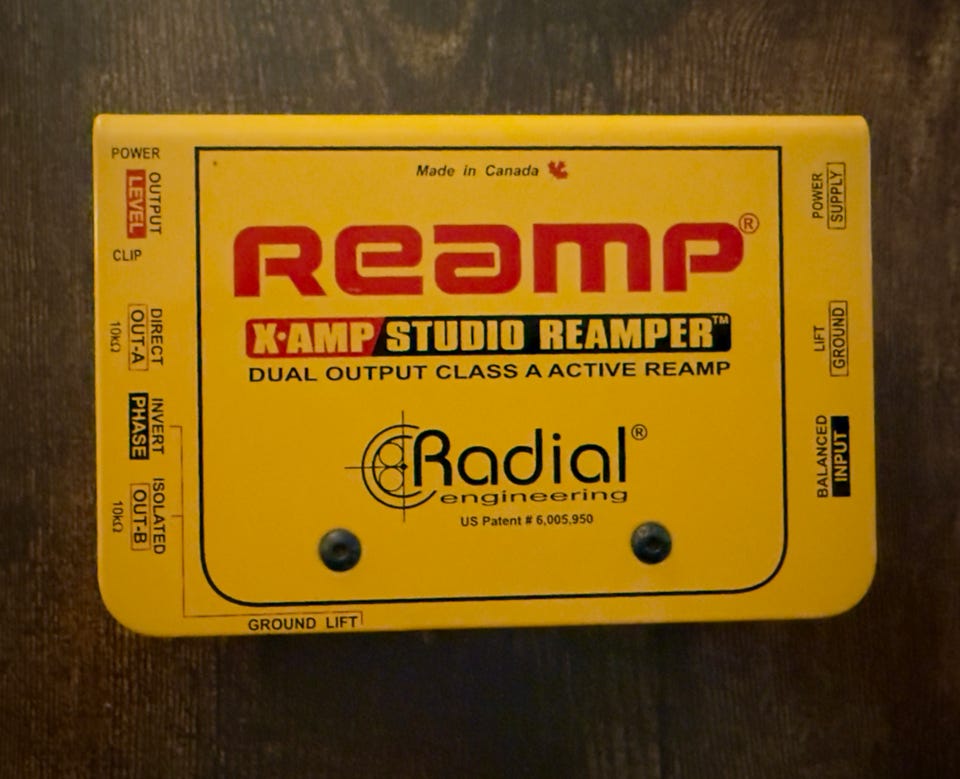 POWER
OUTPUT
LEVEL
CLIP
DIRECT
OUT-A
10KΩ
INVERT
PHASE
ISOLATED
OUT-B
10KΩ
Made in Canada
Reamp®
X·AMP STUDIO REAMPER™
DUAL OUTPUT CLASS A ACTIVE REAMP
Radial®
engineering
US Patent # 6,005,950
GROUND LIFT
POWER
SUPPLY
LIFT
GROUND
BALANCED
INPUT